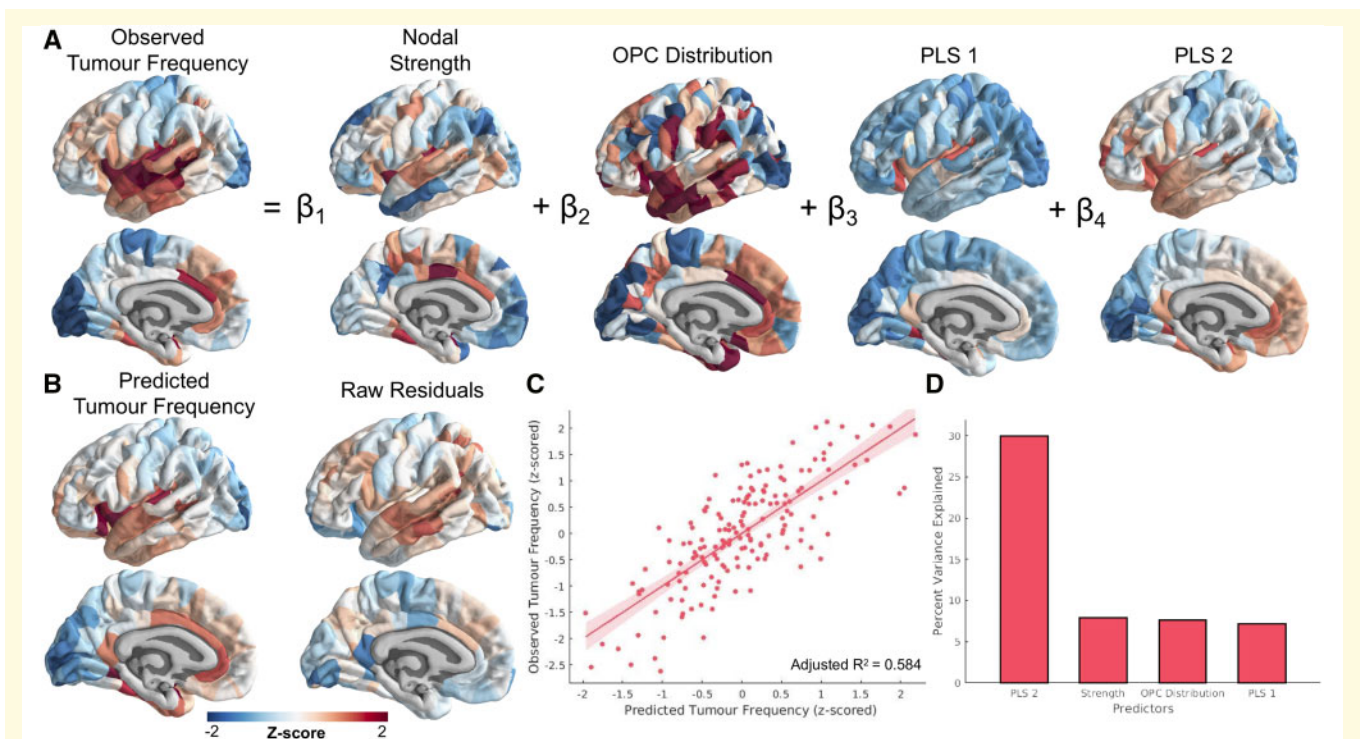 A
Observed
Tumour Frequency
Nodal
Strength
OPC Distribution
PLS 1
PLS 2
= β1
+ β2
+ β3
+ β4
B
Predicted
Tumour Frequency
Raw Residuals
-2
Z-score
2
C
Observed Tumour Frequency (z-scored)
2
1.5
1
0.5
0
-0.5
-1
-1.5
-2
-2.5
Adjusted R² = 0.584
-2 -1.5 -1 -0.5 0 0.5 1 1.5 2
Predicted Tumour Frequency (z-scored)
D
Percent Variance Explained
30
25
20
15
10
5
0
PLS 2 Strength OPC Distribution PLS 1
Predictors